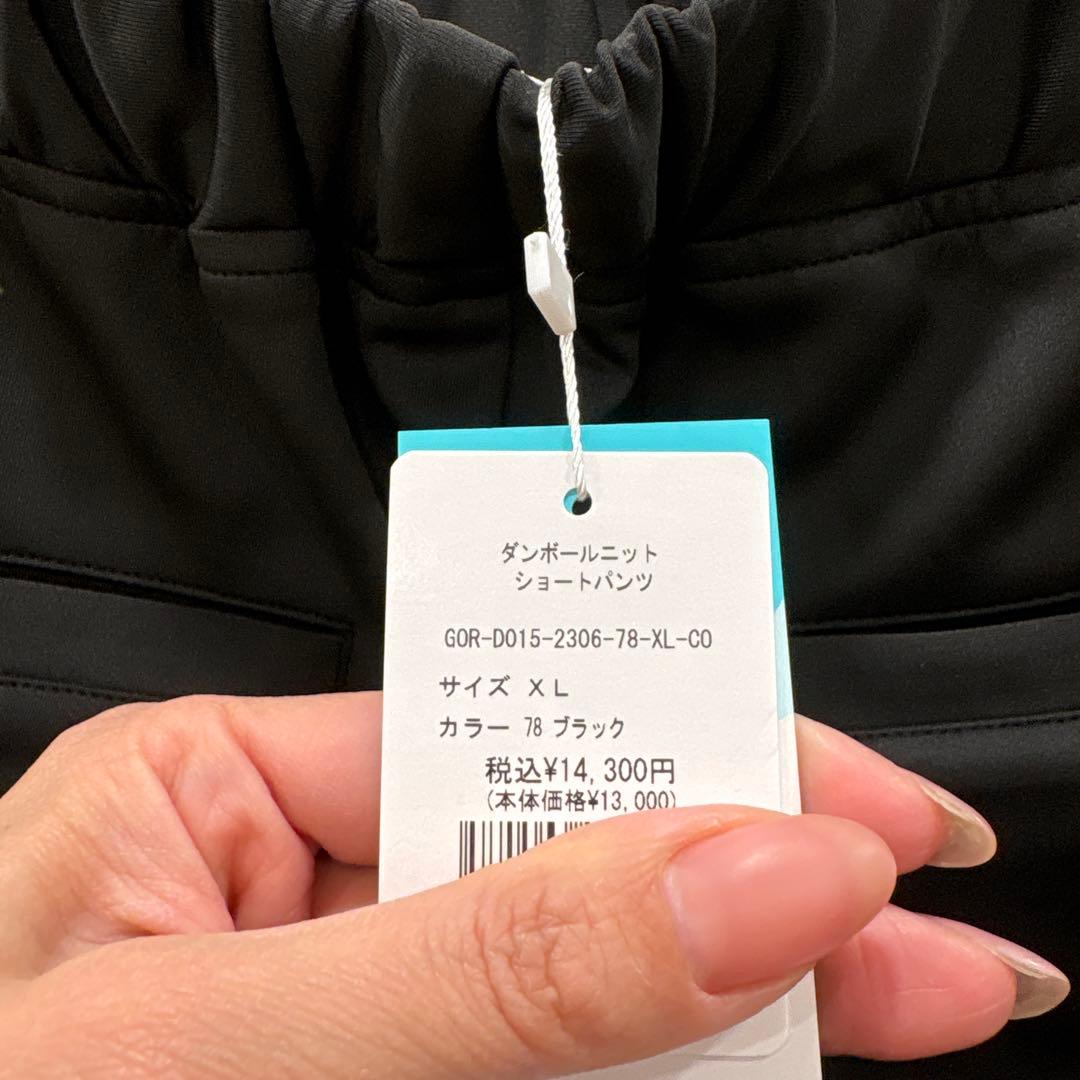 ダンボールニット
ショートパンツ
GOR-D015-2306-78-XL-CO
サイズ XL
カラー 78 ブラック
税込¥14,300円
(本体価格¥13,000)